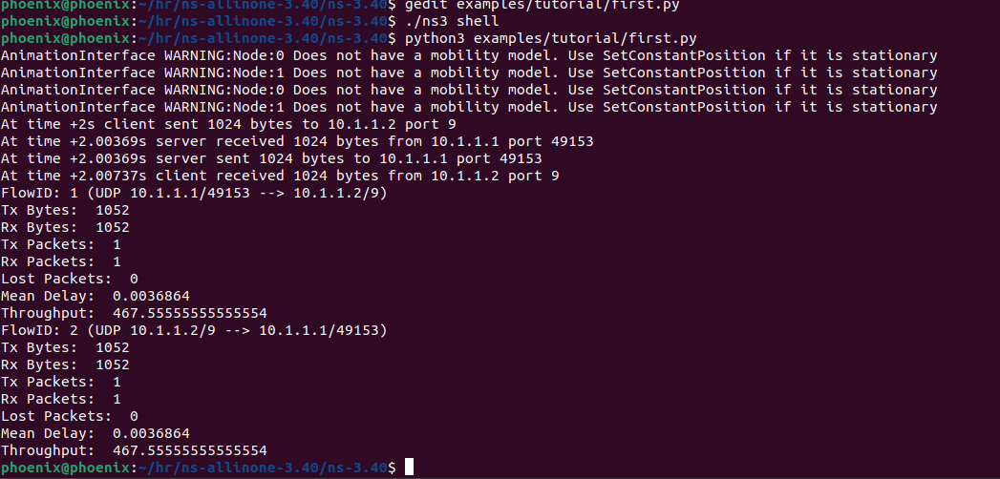 phoenix@phoenix:~/hr/ns-allinone-3.40/ns-3.40$ gedit examples/tutorial/first.py
phoenix@phoenix:~/hr/ns-allinone-3.40/ns-3.40$ ./ns3 shell
phoenix@phoenix:~/hr/ns-allinone-3.40/ns-3.40$ python3 examples/tutorial/first.py
AnimationInterface WARNING:Node:0 Does not have a mobility model. Use SetConstantPosition if it is stationary
AnimationInterface WARNING:Node:1 Does not have a mobility model. Use SetConstantPosition if it is stationary
AnimationInterface WARNING:Node:0 Does not have a mobility model. Use SetConstantPosition if it is stationary
AnimationInterface WARNING:Node:1 Does not have a mobility model. Use SetConstantPosition if it is stationary
At time +2s client sent 1024 bytes to 10.1.1.2 port 9
At time +2.00369s server received 1024 bytes from 10.1.1.1 port 49153
At time +2.00369s server sent 1024 bytes to 10.1.1.1 port 49153
At time +2.00737s client received 1024 bytes from 10.1.1.2 port 9
FlowID: 1 (UDP 10.1.1.1/49153 --> 10.1.1.2/9)
Tx Bytes:  1052
Rx Bytes:  1052
Tx Packets:  1
Rx Packets:  1
Lost Packets:  0
Mean Delay:  0.0036864
Throughput:  467.55555555555554
FlowID: 2 (UDP 10.1.1.2/9 --> 10.1.1.1/49153)
Tx Bytes:  1052
Rx Bytes:  1052
Tx Packets:  1
Rx Packets:  1
Lost Packets:  0
Mean Delay:  0.0036864
Throughput:  467.55555555555554
phoenix@phoenix:~/hr/ns-allinone-3.40/ns-3.40$